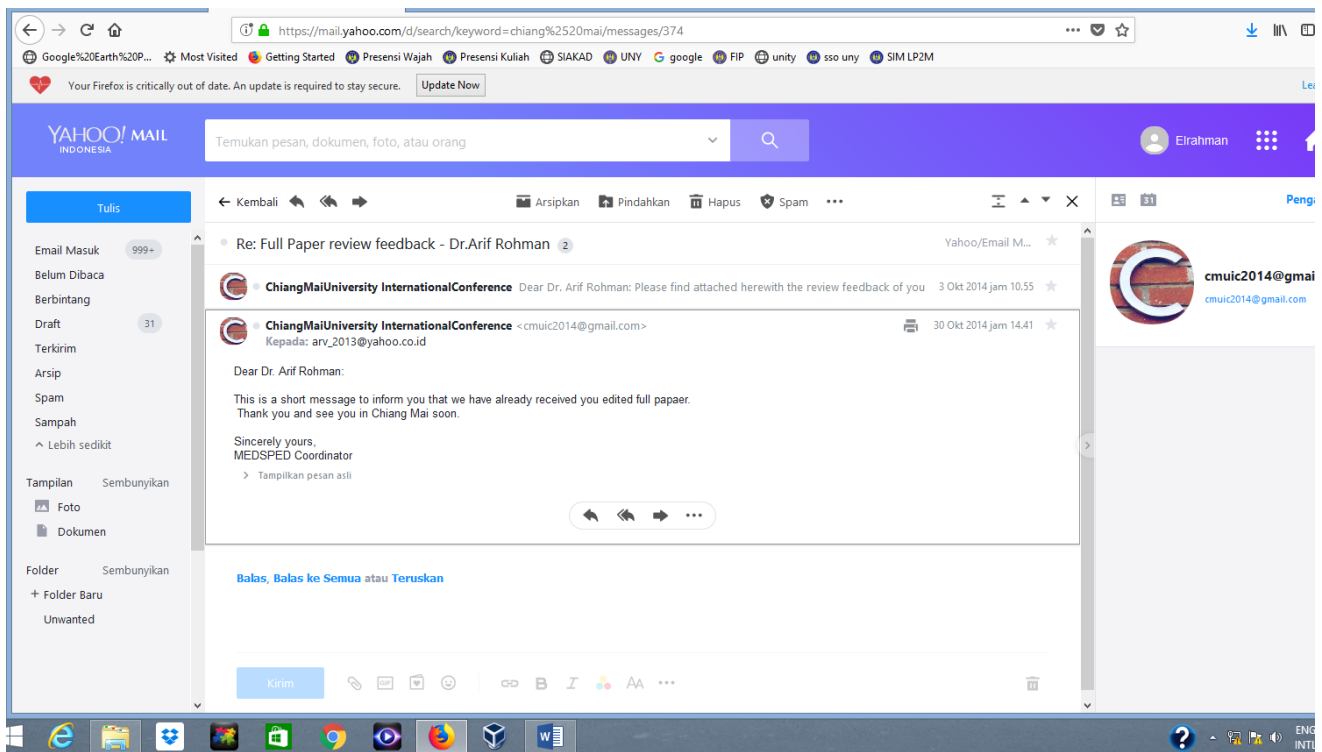 https://mail.yahoo.com/d/search/keyword=chiang%2520mai/messages/374
Google%20Earth%20P... Most Visited Getting Started Presensi Wajah Presensi Kuliah SIAKAD UNY google FIP unity sso uny SIM LP2M
Your Firefox is critically out of date. An update is required to stay secure. Update Now
YAHOO! MAIL
INDONESIA
Temukan pesan, dokumen, foto, atau orang
Elrahman
Tulis
Kembali Arsipkan Pindahkan Hapus Spam
31
Email Masuk 999+
Belum Dibaca
Berbintang
Draft 31
Terkirim
Arsip
Spam
Sampah
Lebih sedikit
Tampilan Sembunyikan
Foto
Dokumen
Folder Sembunyikan
+ Folder Baru
Unwanted
Re: Full Paper review feedback - Dr.Arif Rohman 2 Yahoo/Email M...
ChiangMaiUniversity InternationalConference Dear Dr. Arif Rohman: Please find attached herewith the review feedback of you 3 Okt 2014 jam 10.55
ChiangMaiUniversity InternationalConference <cmuic2014@gmail.com> 30 Okt 2014 jam 14.41
Kepada: arv_2013@yahoo.co.id
Dear Dr. Arif Rohman:
This is a short message to inform you that we have already received you edited full papaer.
Thank you and see you in Chiang Mai soon.
Sincerely yours,
MEDSPED Coordinator
Tampilkan pesan asli
Balas, Balas ke Semua atau Teruskan
Kirim GIF B I AA
cmuic2014@gmai
cmuic2014@gmail.com
ENG
INTL